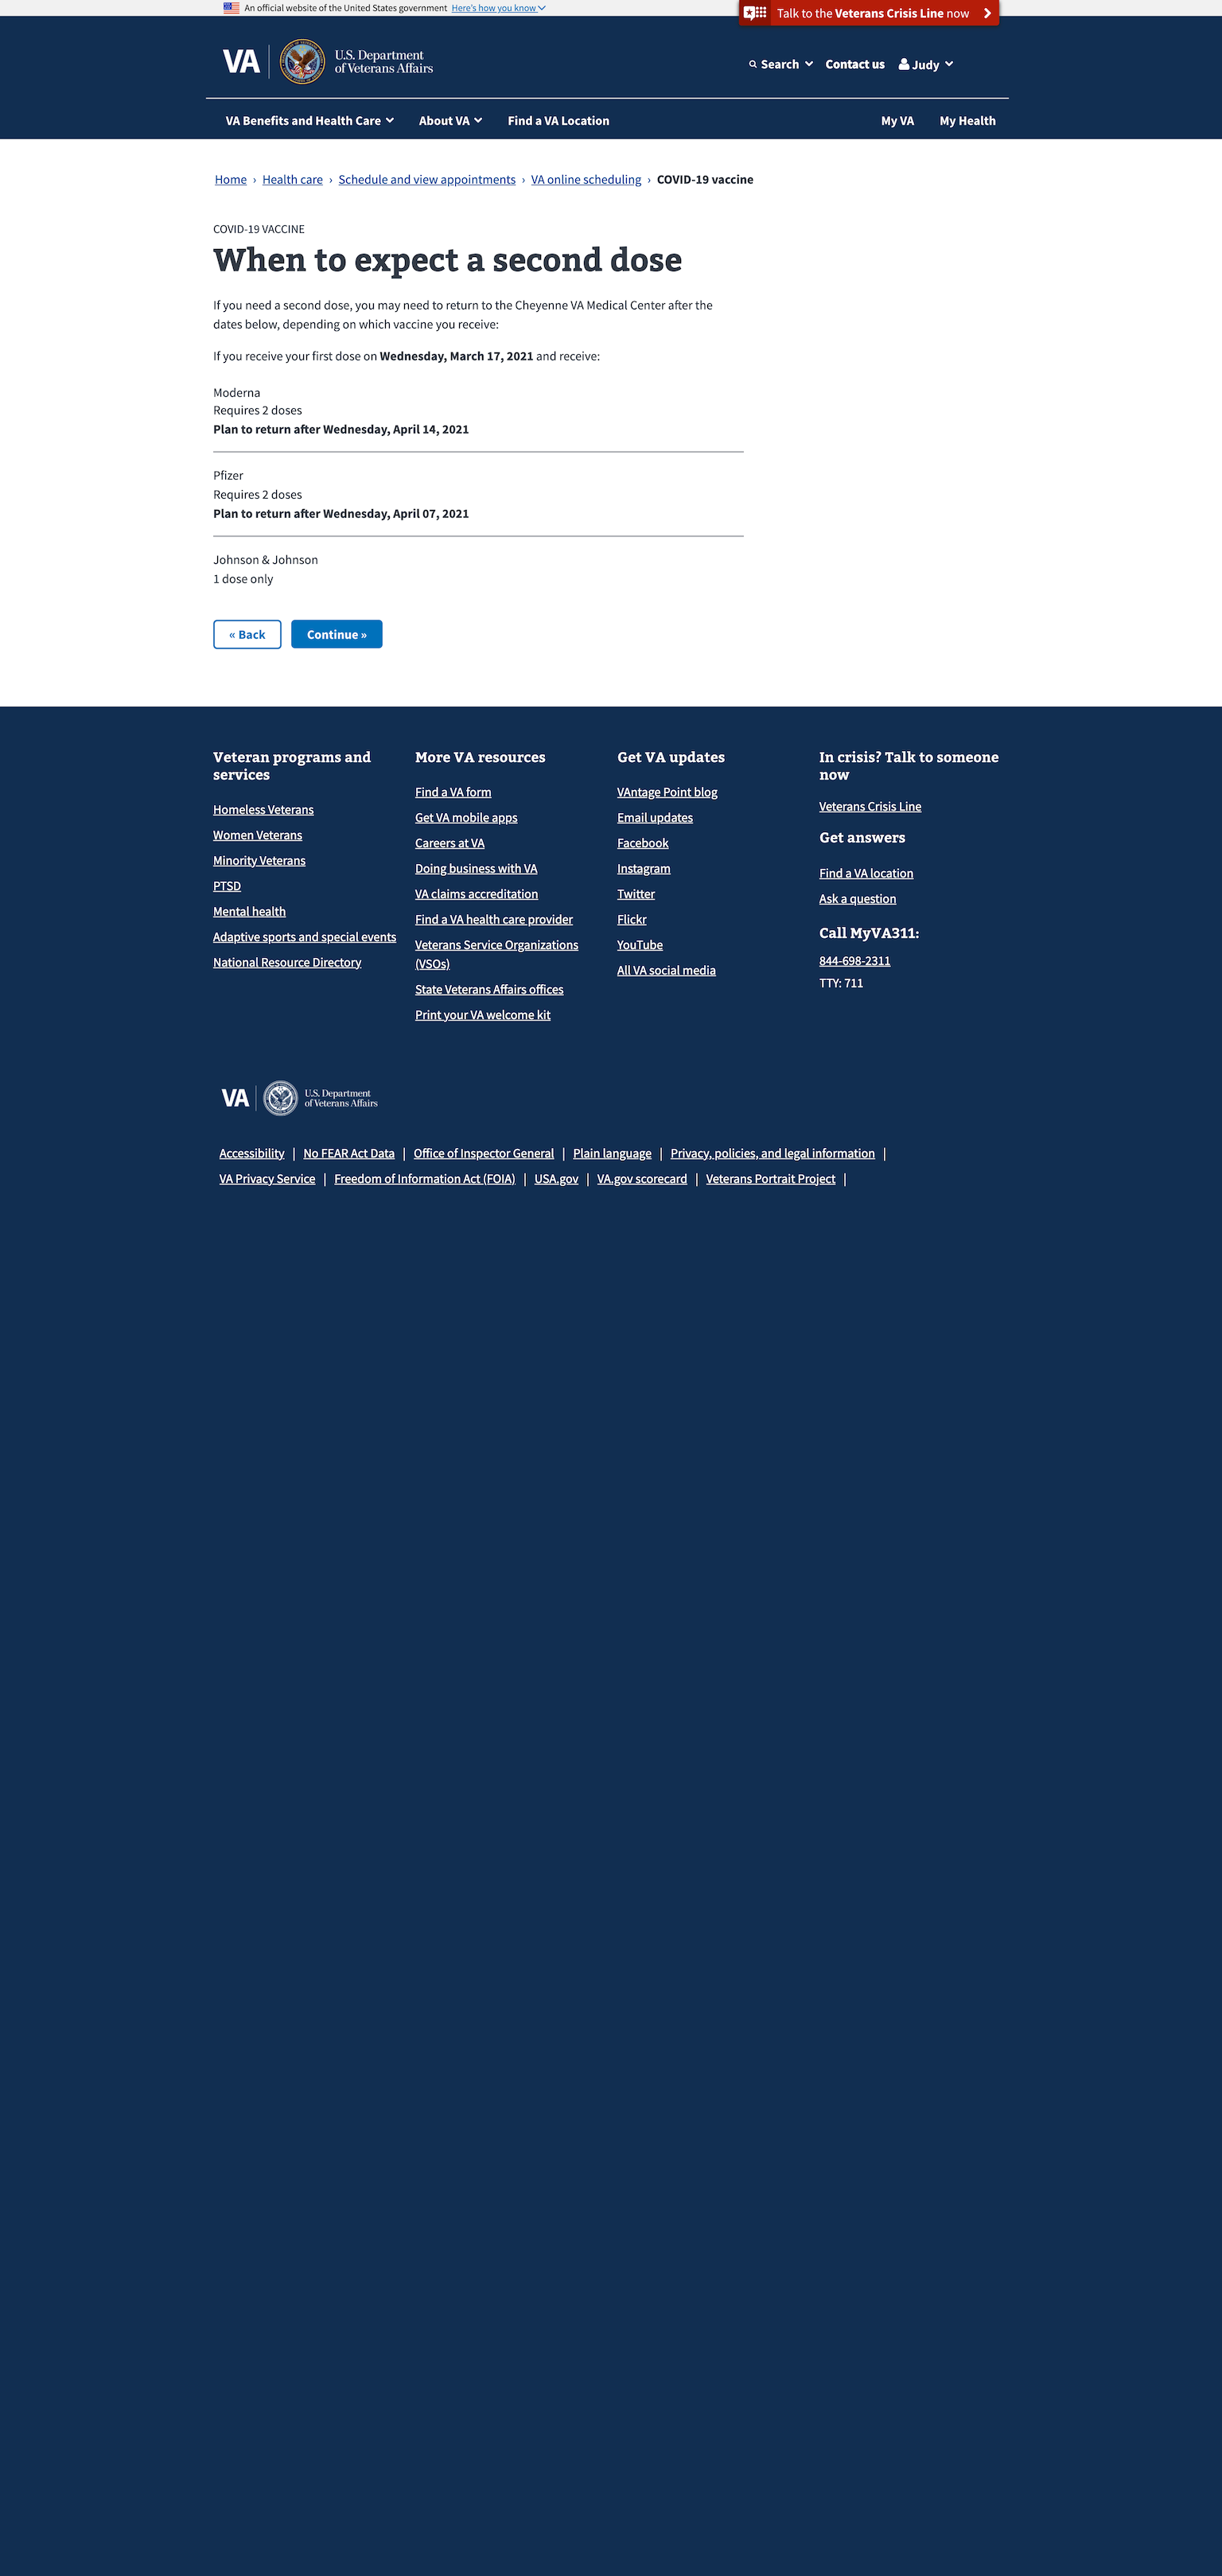 An official website of the United States government Here's how you know
Talk to the Veterans Crisis Line now
VA
U.S. Department
of Veterans Affairs
Search Contact us Judy
VA Benefits and Health Care About VA Find a VA Location My VA My Health
Home › Health care › Schedule and view appointments › VA online scheduling › COVID-19 vaccine
COVID-19 VACCINE
When to expect a second dose
If you need a second dose, you may need to return to the Cheyenne VA Medical Center after the
dates below, depending on which vaccine you receive:
If you receive your first dose on Wednesday, March 17, 2021 and receive:
Moderna
Requires 2 doses
Plan to return after Wednesday, April 14, 2021
Pfizer
Requires 2 doses
Plan to return after Wednesday, April 07, 2021
Johnson & Johnson
1 dose only
« Back Continue »
Veteran programs and
services
Homeless Veterans
Women Veterans
Minority Veterans
PTSD
Mental health
Adaptive sports and special events
National Resource Directory
More VA resources
Find a VA form
Get VA mobile apps
Careers at VA
Doing business with VA
VA claims accreditation
Find a VA health care provider
Veterans Service Organizations
(VSOs)
State Veterans Affairs offices
Print your VA welcome kit
Get VA updates
VAntage Point blog
Email updates
Facebook
Instagram
Twitter
Flickr
YouTube
All VA social media
In crisis? Talk to someone
now
Veterans Crisis Line
Get answers
Find a VA location
Ask a question
Call MyVA311:
844-698-2311
TTY: 711
VA
U.S. Department
of Veterans Affairs
Accessibility | No FEAR Act Data | Office of Inspector General | Plain language | Privacy, policies, and legal information |
VA Privacy Service | Freedom of Information Act (FOIA) | USA.gov | VA.gov scorecard | Veterans Portrait Project |